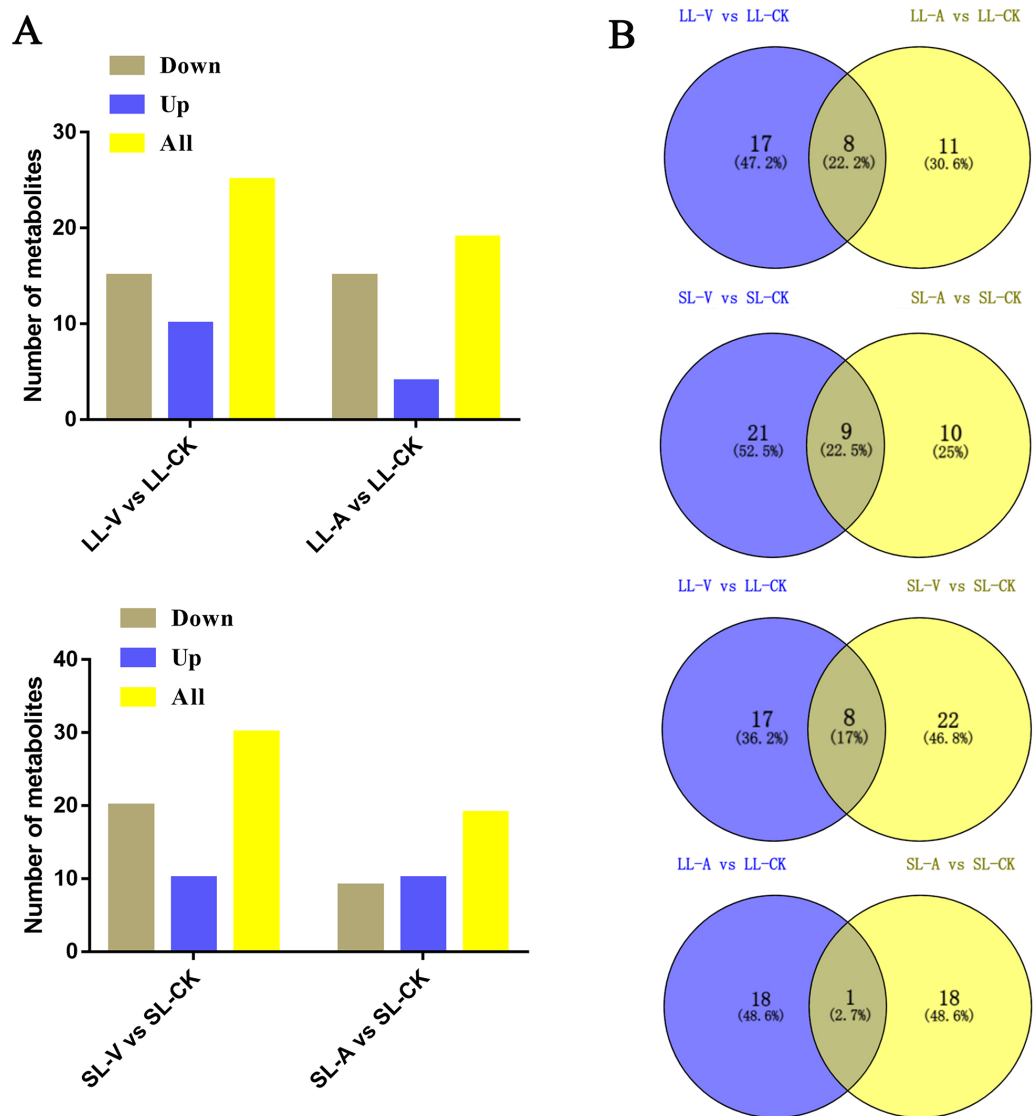 A
Down
Up
All
Number of metabolites
30
20
10
0
LL-V vs LL-CK
LL-A vs LL-CK
Down
Up
All
Number of metabolites
40
30
20
10
0
SL-V vs SL-CK
SL-A vs SL-CK
B
LL-V vs LL-CK
LL-A vs LL-CK
17
(47.2%)
8
(22.2%)
11
(30.6%)
SL-V vs SL-CK
SL-A vs SL-CK
21
(52.5%)
9
(22.5%)
10
(25%)
LL-V vs LL-CK
SL-V vs SL-CK
17
(36.2%)
8
(17%)
22
(46.8%)
LL-A vs LL-CK
SL-A vs SL-CK
18
(48.6%)
1
(2.7%)
18
(48.6%)